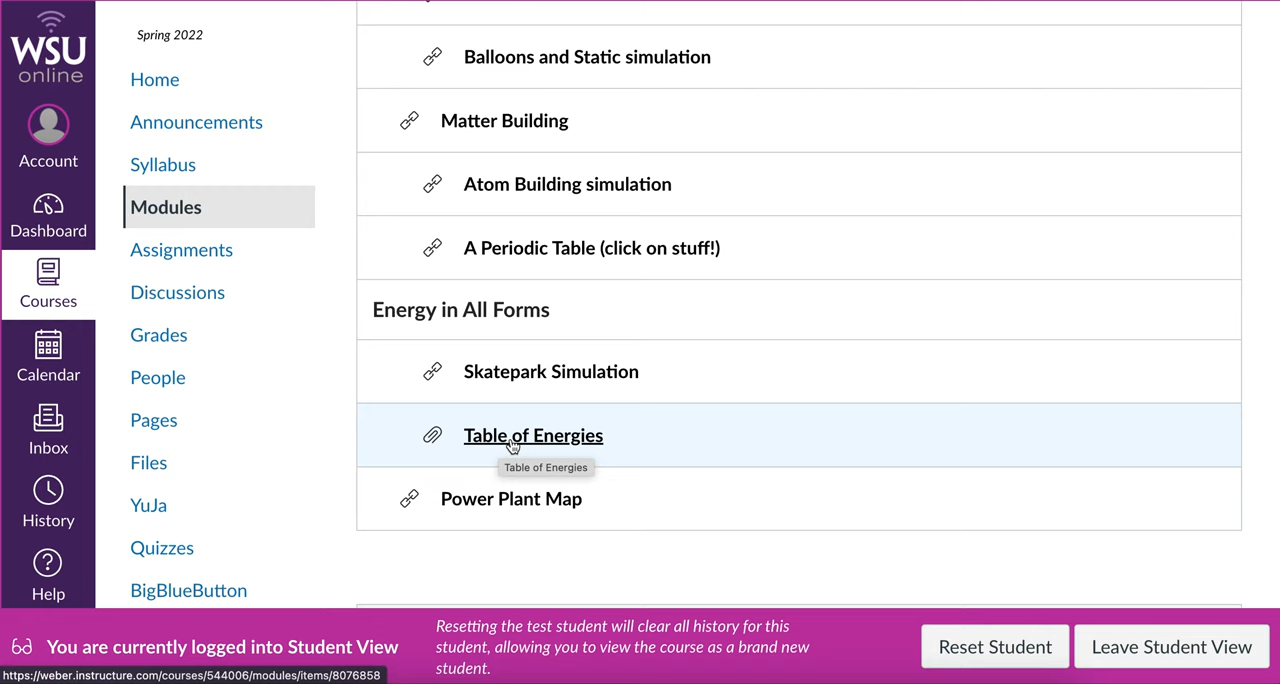 WSU
online
Account
Dashboard
Courses
Calendar
Inbox
History
Help
Spring 2022
Home
Announcements
Syllabus
Modules
Assignments
Discussions
Grades
People
Pages
Files
YuJa
Quizzes
BigBlueButton
Balloons and Static simulation
Matter Building
Atom Building simulation
A Periodic Table (click on stuff!)
Energy in All Forms
Skatepark Simulation
Table of Energies
Table of Energies
Power Plant Map
You are currently logged into Student View
Resetting the test student will clear all history for this
student, allowing you to view the course as a brand new
student.
Reset Student
Leave Student View
https://weber.instructure.com/courses/544006/modules/items/8076858